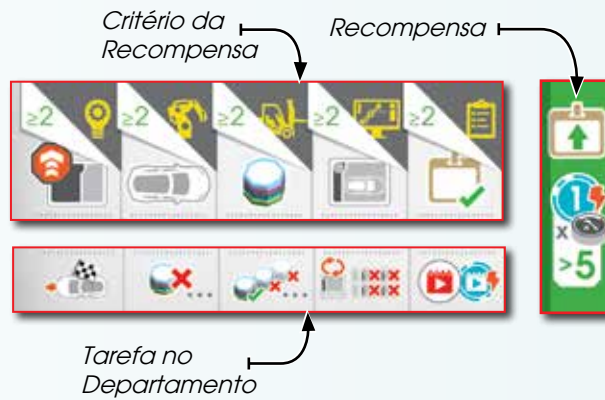 Critério da
Recompensa
Recompensa
≥2 ≥2 ≥2 ≥2 ≥2
1
x
>5
Tarefa no
Departamento